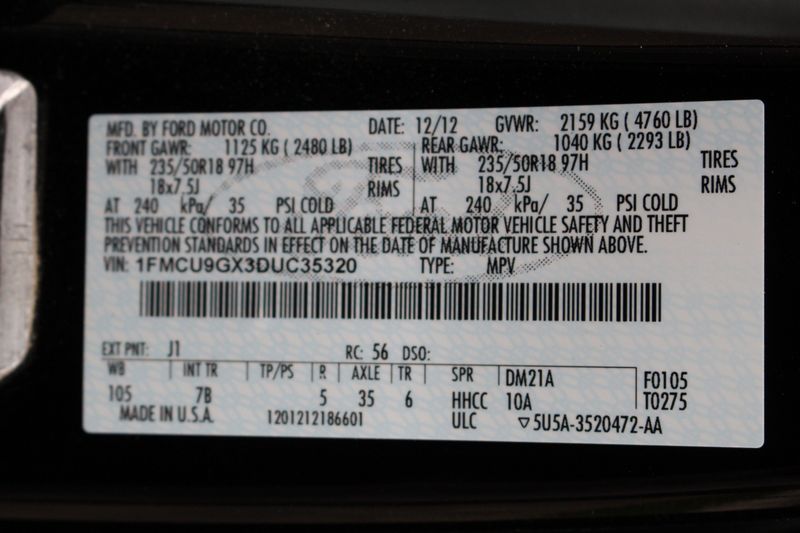 MFD. BY FORD MOTOR CO. DATE: 12/12 GVWR: 2159 KG ( 4760 LB)
FRONT GAWR: 1125 KG ( 2480 LB) REAR GAWR: 1040 KG ( 2293 LB)
WITH 235/50R18 97H TIRES WITH 235/50R18 97H TIRES
18x7.5J RIMS 18x7.5J RIMS
AT 240 kPa/ 35 PSI COLD AT 240 kPa/ 35 PSI COLD
THIS VEHICLE CONFORMS TO ALL APPLICABLE FEDERAL MOTOR VEHICLE SAFETY AND THEFT
PREVENTION STANDARDS IN EFFECT ON THE DATE OF MANUFACTURE SHOWN ABOVE.
VIN: 1FMCU9GX3DUC35320 TYPE: MPV
EXT PNT: J1 RC: 56 DSO:
WB INT TR TP/PS R AXLE TR SPR DM21A F0105
105 7B 5 35 6 HHCC 10A T0275
MADE IN U.S.A. 1201212186601 ULC ▽5U5A-3520472-AA